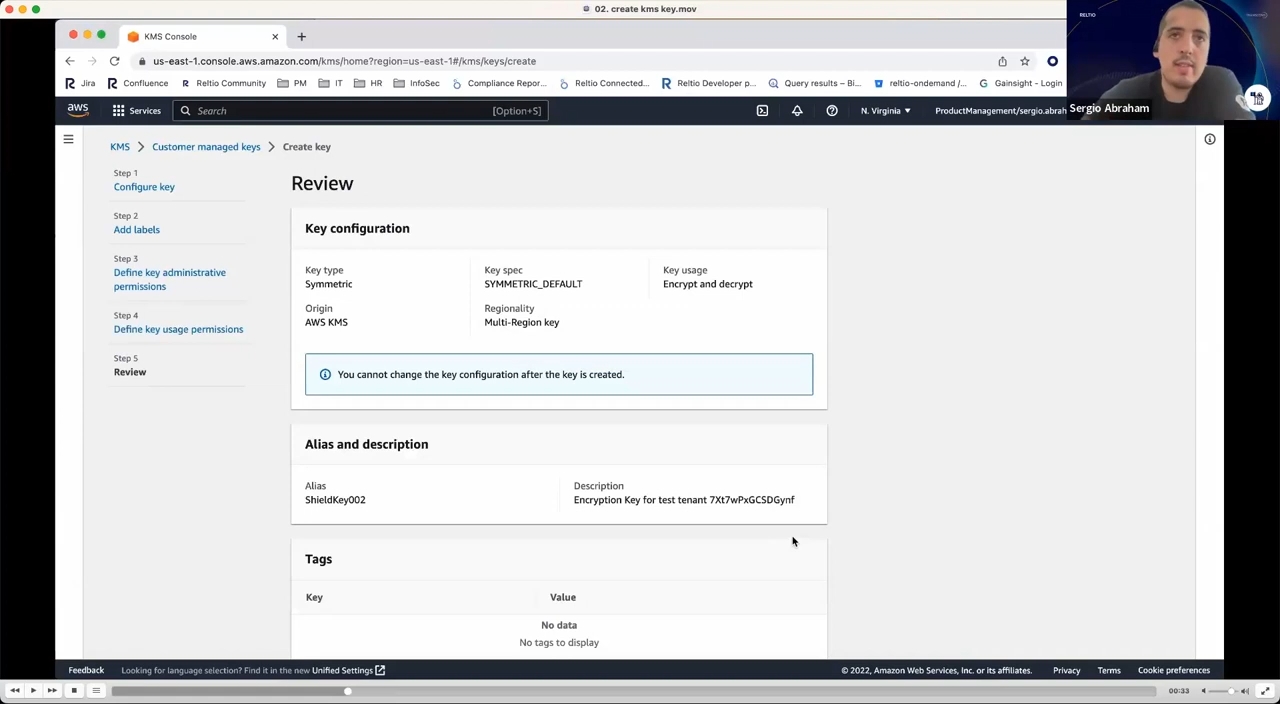 02. create kms key.mov
KMS Console
us-east-1.console.aws.amazon.com/kms/home?region=us-east-1#/kms/keys/create
Jira
Confluence
Reltio Community
PM
IT
HR
InfoSec
Compliance Repor...
Reltio Connected...
Reltio Developer p...
Query results – Bi...
reltio-ondemand /...
Gainsight - Login
RELTIO
Sergio Abraham
aws
Services
Search
[Option+S]
N. Virginia
ProductManagement/sergio.abrah
KMS > Customer managed keys > Create key
Step 1
Configure key
Step 2
Add labels
Step 3
Define key administrative
permissions
Step 4
Define key usage permissions
Step 5
Review
Review
Key configuration
Key type
Symmetric
Key spec
SYMMETRIC_DEFAULT
Key usage
Encrypt and decrypt
Origin
AWS KMS
Regionality
Multi-Region key
You cannot change the key configuration after the key is created.
Alias and description
Alias
ShieldKey002
Description
Encryption Key for test tenant 7Xt7wPxGCSDGynf
Tags
Key
Value
No data
No tags to display
Feedback
Looking for language selection? Find it in the new Unified Settings
© 2022, Amazon Web Services, Inc. or its affiliates.
Privacy
Terms
Cookie preferences
00:33